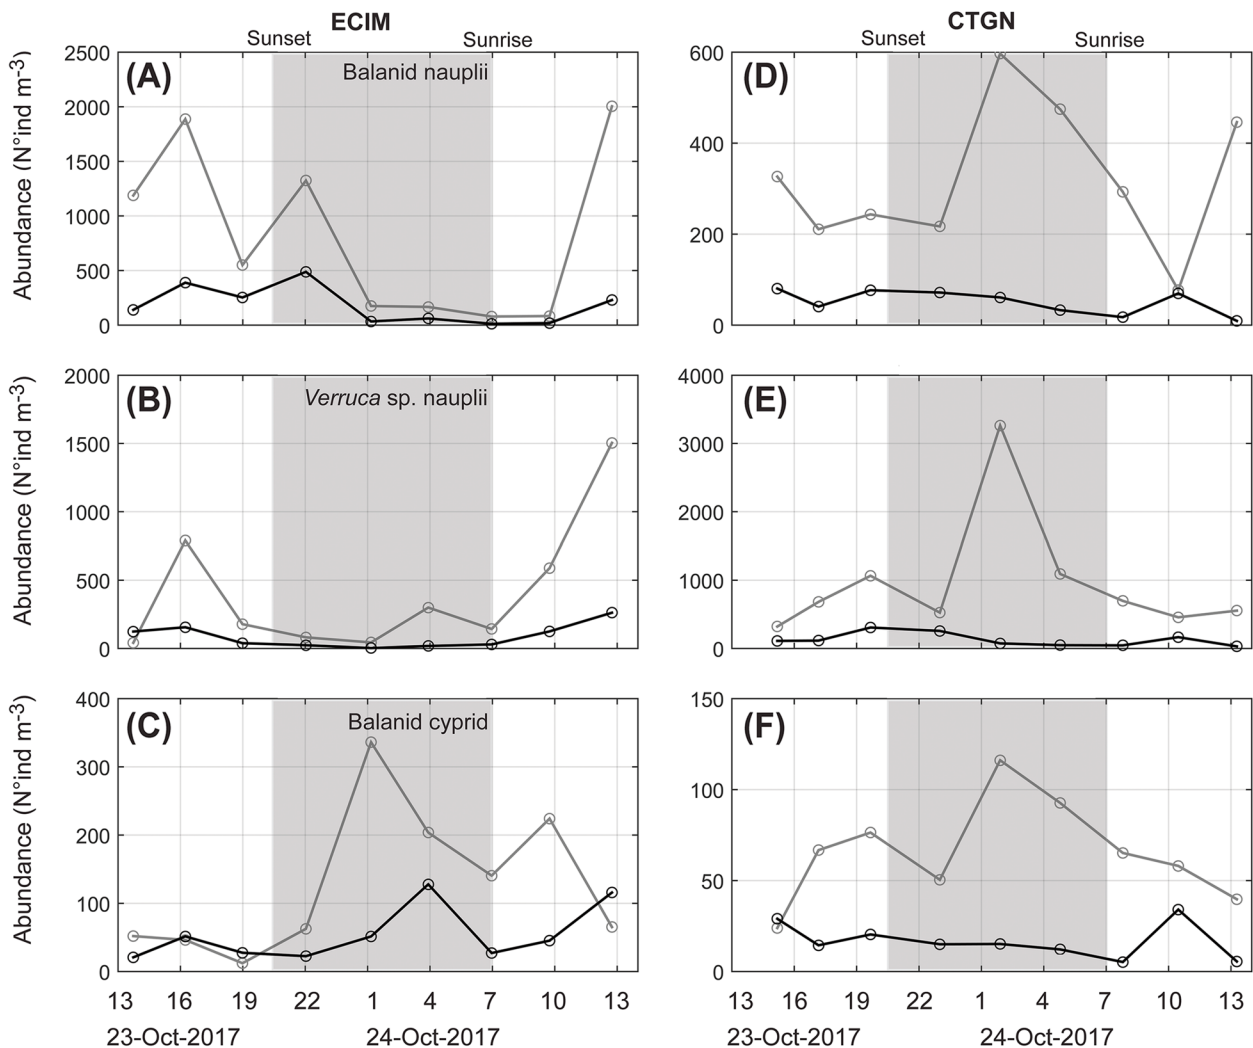 ECIM
CTGN
Sunset
Sunrise
Sunset
Sunrise
(A)
Balanid nauplii
Abundance (N°ind m-3)
2500
2000
1500
1000
500
0
(D)
600
400
200
0
(B)
Verruca sp. nauplii
Abundance (N°ind m-3)
2000
1500
1000
500
0
(E)
4000
3000
2000
1000
0
(C)
Balanid cyprid
Abundance (N°ind m-3)
400
300
200
100
0
13 16 19 22 1 4 7 10 13
23-Oct-2017 24-Oct-2017
(F)
150
100
50
0
13 16 19 22 1 4 7 10 13
23-Oct-2017 24-Oct-2017